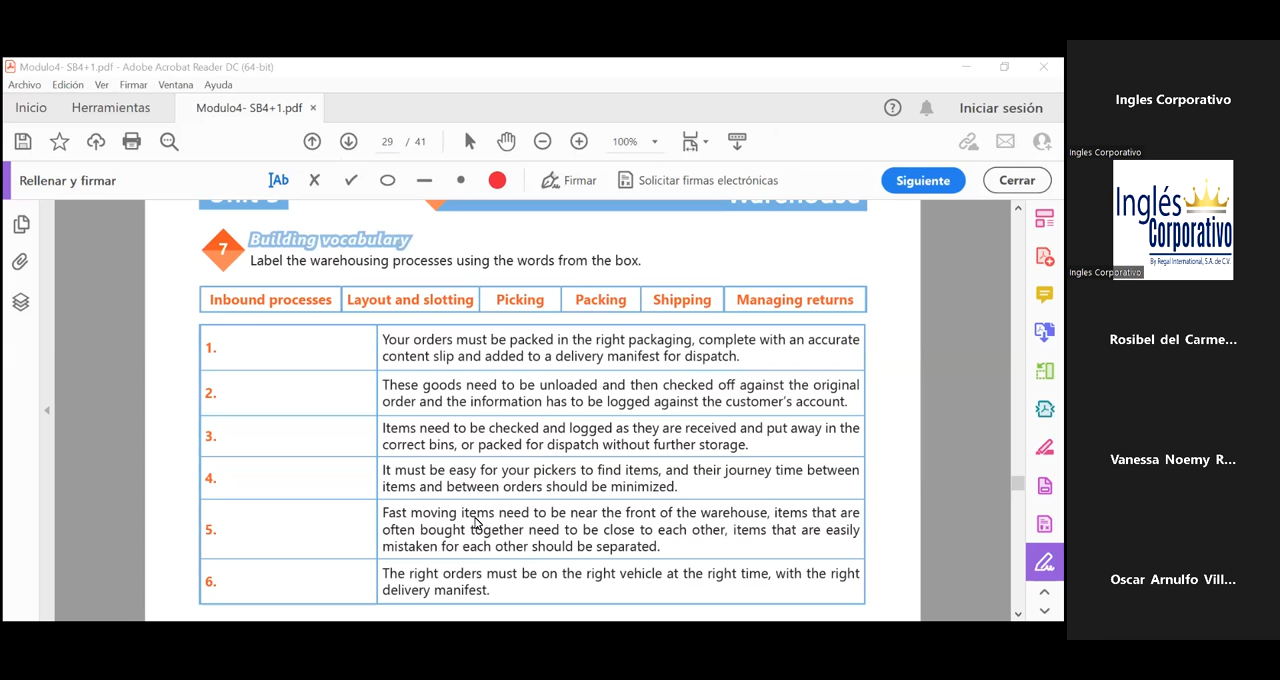 Modulo4- SB4+1.pdf - Adobe Acrobat Reader DC (64-bit)
Archivo Edición Ver Firmar Ventana Ayuda
Inicio Herramientas Modulo4- SB4+1.pdf × Iniciar sesión
29 / 41 100%
Rellenar y firmar Ab Firmar Solicitar firmas electrónicas Siguiente Cerrar
Warehouse
7 Building vocabulary
Label the warehousing processes using the words from the box.
Inbound processes Layout and slotting Picking Packing Shipping Managing returns
1. Your orders must be packed in the right packaging, complete with an accurate
content slip and added to a delivery manifest for dispatch.
2. These goods need to be unloaded and then checked off against the original
order and the information has to be logged against the customer's account.
3. Items need to be checked and logged as they are received and put away in the
correct bins, or packed for dispatch without further storage.
4. It must be easy for your pickers to find items, and their journey time between
items and between orders should be minimized.
5. Fast moving items need to be near the front of the warehouse, items that are
often bought together need to be close to each other, items that are easily
mistaken for each other should be separated.
6. The right orders must be on the right vehicle at the right time, with the right
delivery manifest.
Ingles Corporativo
Ingles Corporativo
Inglés
Corporativo
By Regal International, S.A. de C.V.
Ingles Corporativo
Rosibel del Carme...
Vanessa Noemy R...
Oscar Arnulfo Vill...